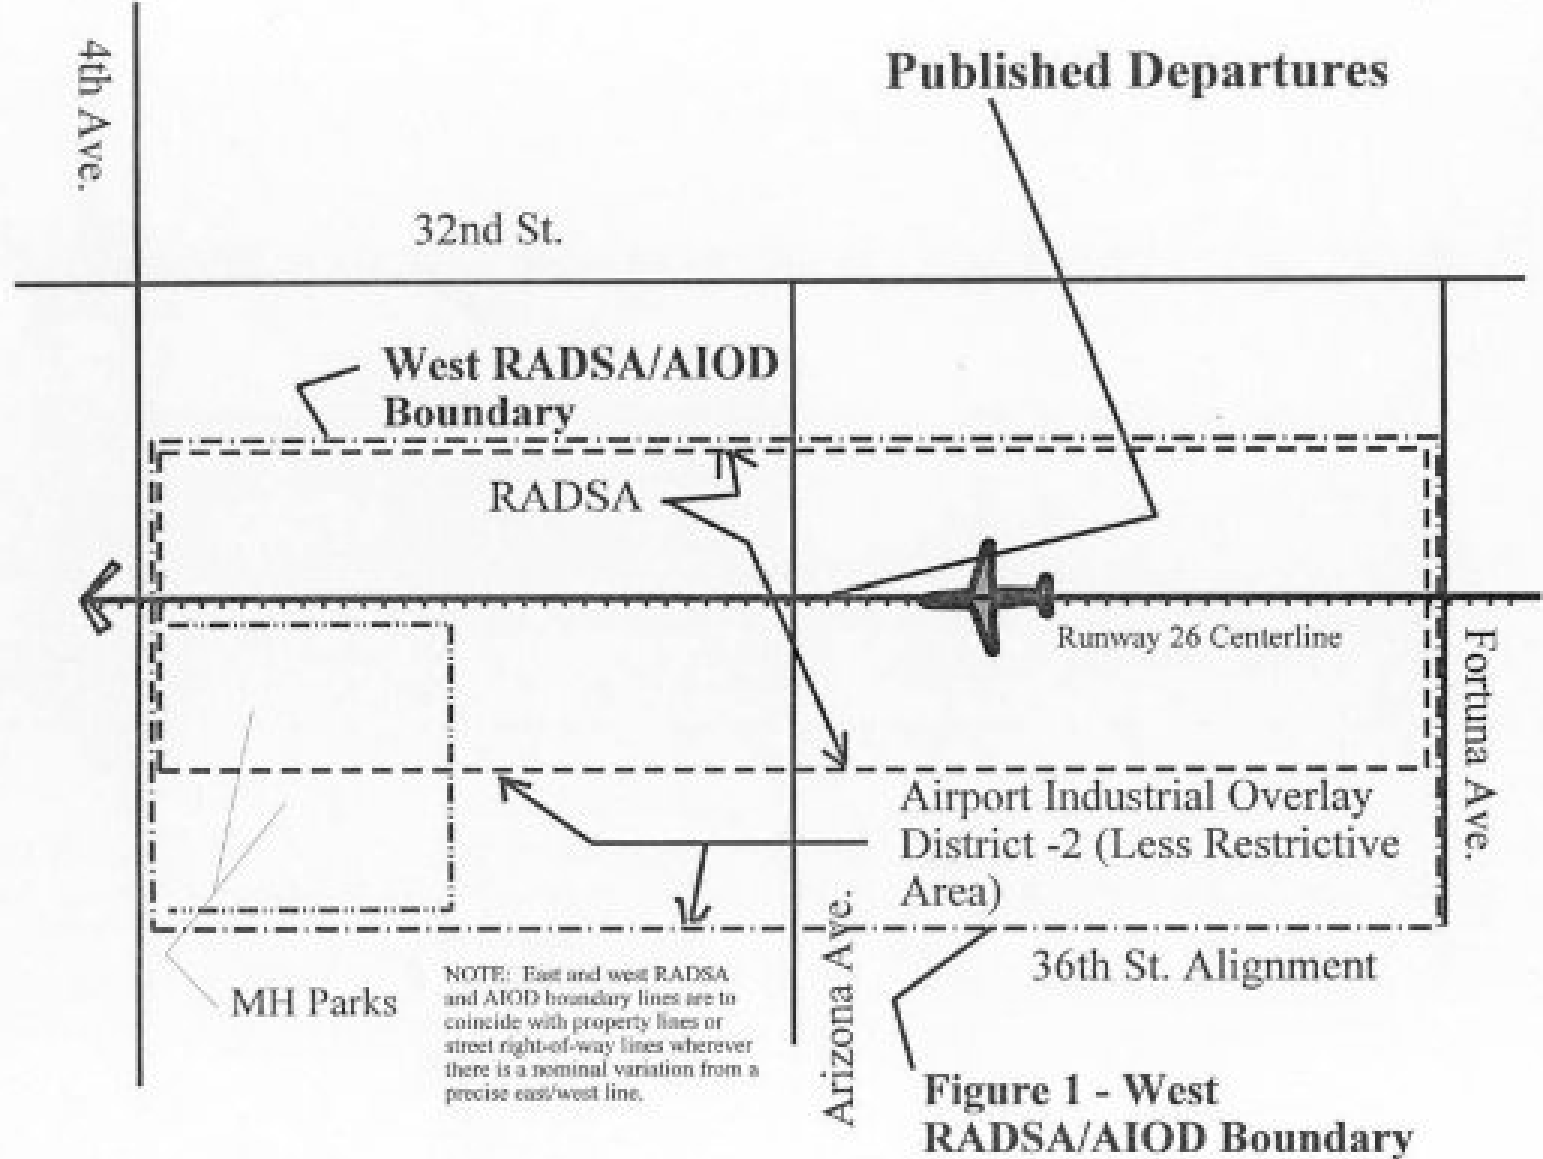 4th Ave.
Published Departures
32nd St.
West RADSA/AIOD
Boundary
RADSA
Runway 26 Centerline
Fortuna Ave.
Airport Industrial Overlay
District -2 (Less Restrictive
Area)
Arizona Ave.
36th St. Alignment
MH Parks
NOTE: East and west RADSA
and AIOD boundary lines are to
coincide with property lines or
street right-of-way lines wherever
there is a nominal variation from a
precise east/west line.
Figure 1 - West
RADSA/AIOD Boundary